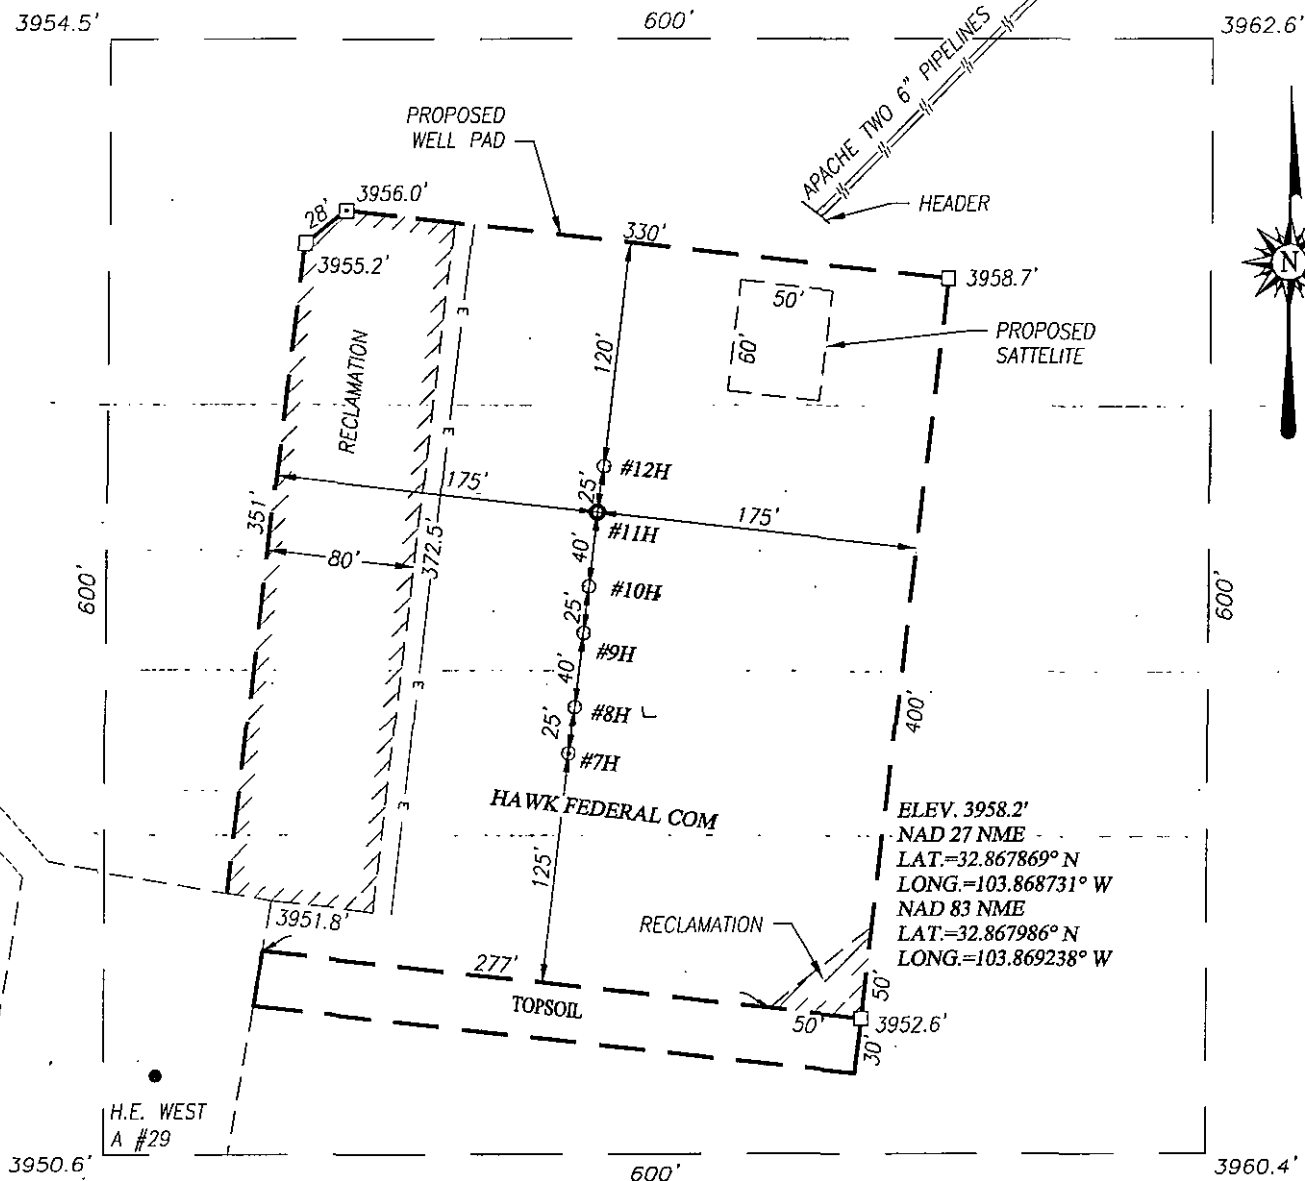 3954.5'
600'
3962.6'
APACHE TWO 6" PIPELINES
PROPOSED
WELL PAD
HEADER
28'
3956.0'
3955.2'
330'
3958.7'
N
50'
60'
PROPOSED
SATTELITE
120'
RECLAMATION
E
E
#12H
25'
175'
175'
#11H
351'
372.5'
40'
80'
#10H
25'
600'
600'
#9H
40'
E
#8H
25'
400'
#7H
HAWK FEDERAL COM
E
ELEV. 3958.2'
NAD 27 NME
LAT.=32.867869° N
LONG.=103.868731° W
NAD 83 NME
LAT.=32.867986° N
LONG.=103.869238° W
125'
3951.8'
RECLAMATION
277'
TOPSOIL
50'
50'
3952.6'
30'
H.E. WEST
A #29
3950.6'
600'
3960.4'